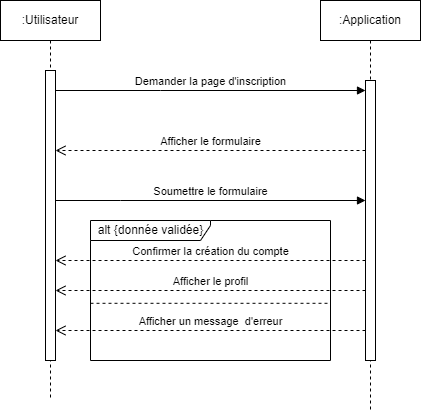 :Utilisateur
:Application
Demander la page d'inscription
Afficher le formulaire
Soumettre le formulaire
alt {donnée validée}
Confirmer la création du compte
Afficher le profil
Afficher un message  d'erreur